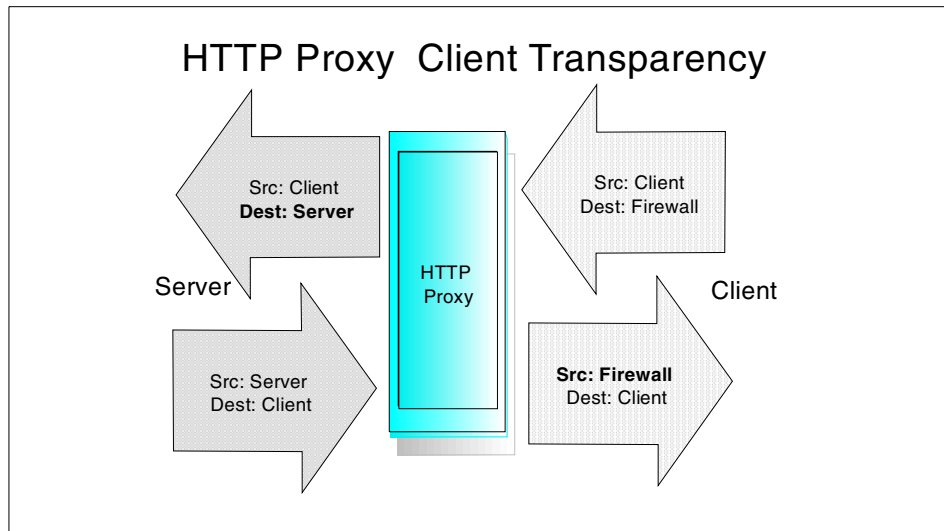 HTTP Proxy Client Transparency
Src: Client
Dest: Server
Src: Client
Dest: Firewall
HTTP
Proxy
Server
Client
Src: Server
Dest: Client
Src: Firewall
Dest: Client